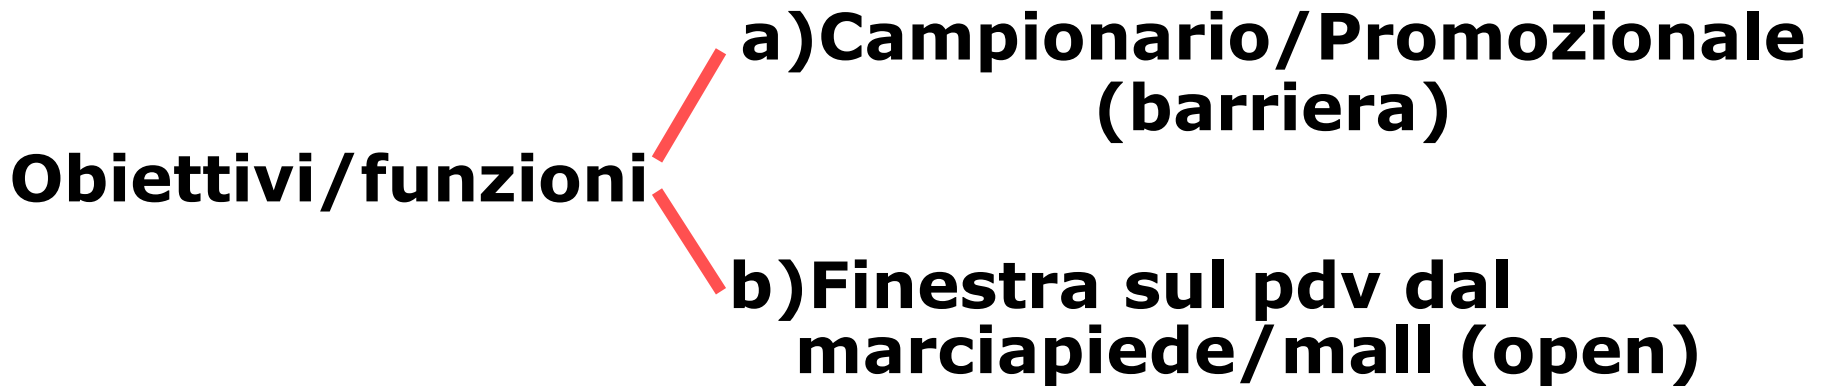 a)Campionario/Promozionale
(barriera)
Obiettivi/funzioni
b)Finestra sul pdv dal
marciapiede/mall (open)